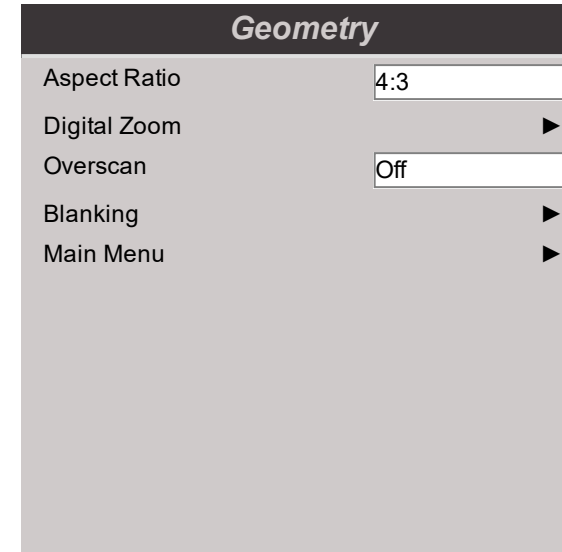 Geometry
Aspect Ratio 4:3
Digital Zoom ►
Overscan Off
Blanking ►
Main Menu ►